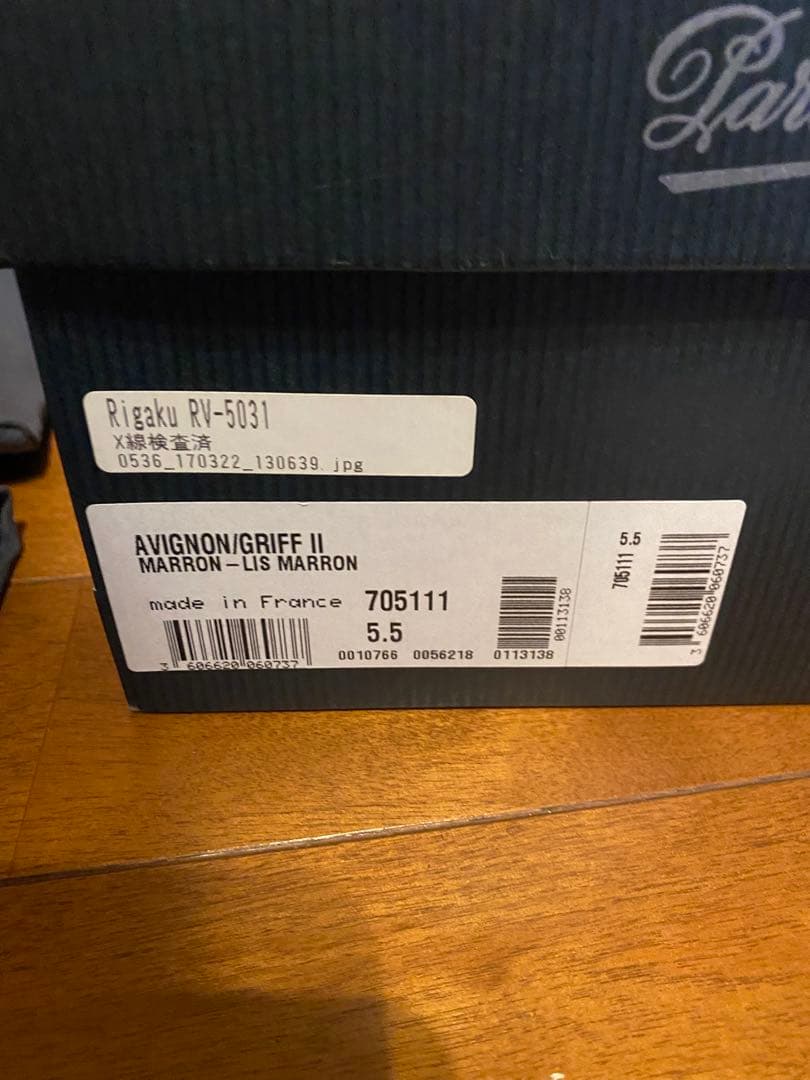 Rigaku RV-5031
X線検査済
0536_170322_130639.jpg
AVIGNON/GRIFF II
MARRON-LIS MARRON
made in France 705111
5.5
3 606620 060737
0010766 0056218 0113138
00113138
5.5
705111
3 606620 060737